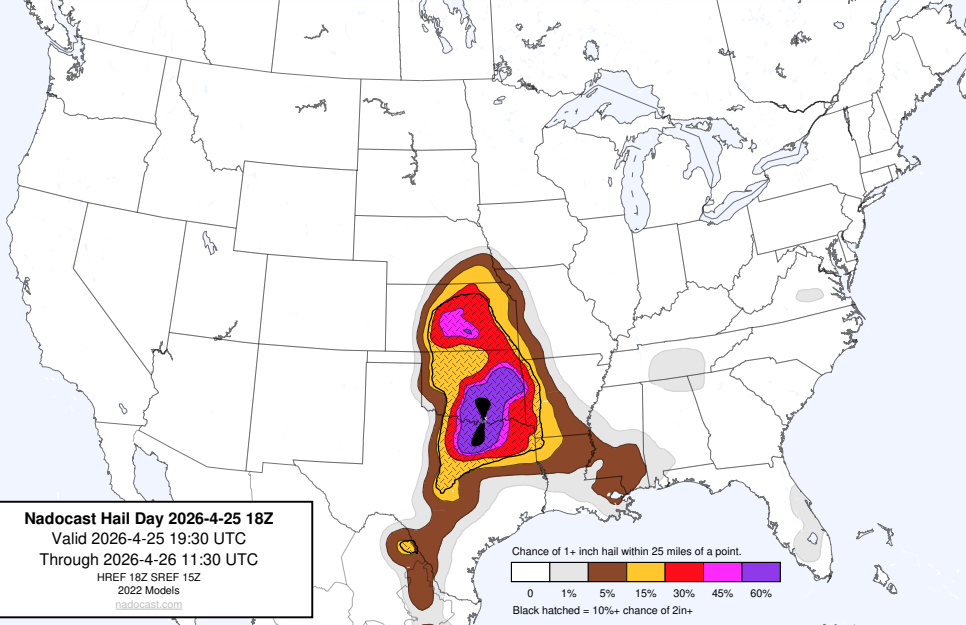 Nadocast Hail Day 2026-4-25 18Z
Valid 2026-4-25 19:30 UTC
Through 2026-4-26 11:30 UTC
HREF 18Z SREF 15Z
2022 Models
nadocast.com
Chance of 1+ inch hail within 25 miles of a point.
0 1% 5% 15% 30% 45% 60%
Black hatched = 10%+ chance of 2in+